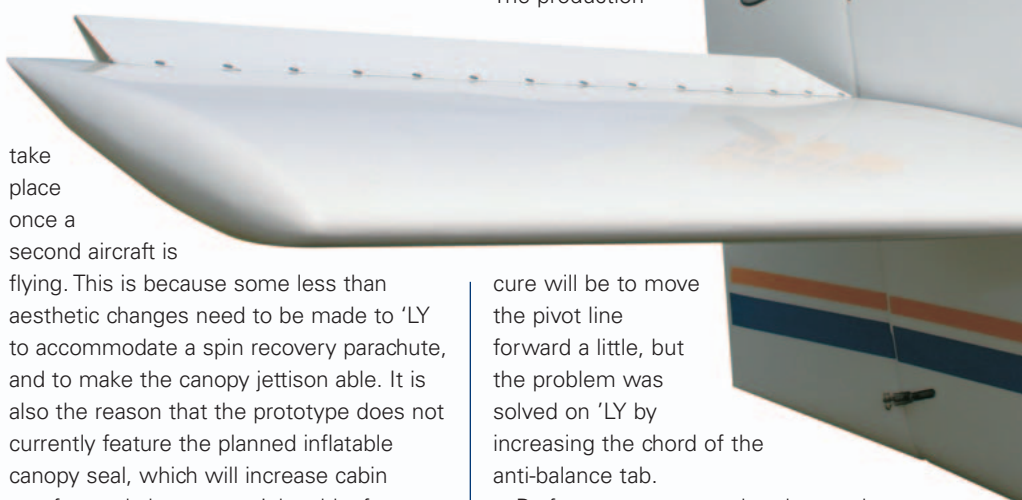 take
place
once a
second aircraft is
flying. This is because some less than
aesthetic changes need to be made to ‘LY
to accommodate a spin recovery parachute,
and to make the canopy jettison able. It is
also the reason that the prototype does not
currently feature the planned inflatable
canopy seal, which will increase cabin
The production
cure will be to move
the pivot line
forward a little, but
the problem was
solved on ’LY by
increasing the chord of the
anti-balance tab.